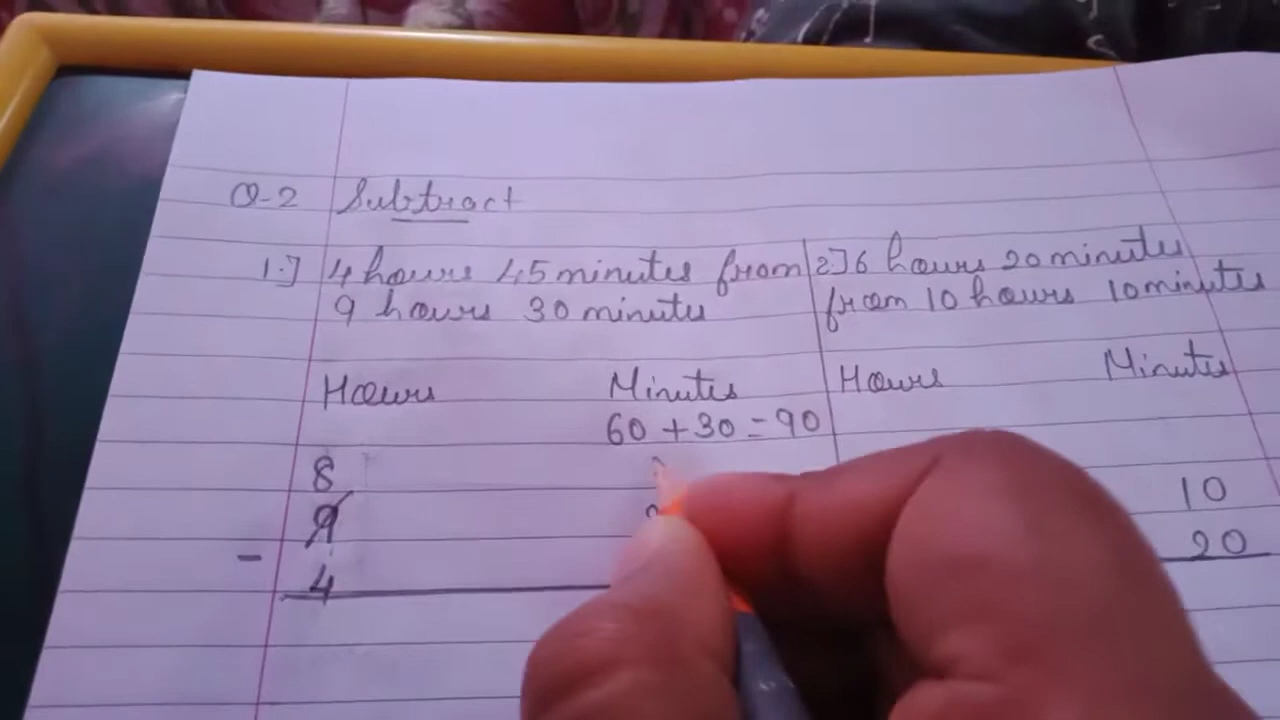 Q-2 Subtract
1.] 4 hours 45 minutes from
9 hours 30 minutes
Hours Minutes
60 + 30 = 90
8
9
- 4
2] 6 hours 20 minutes
from 10 hours 10 minutes
Hours Minutes
10
20